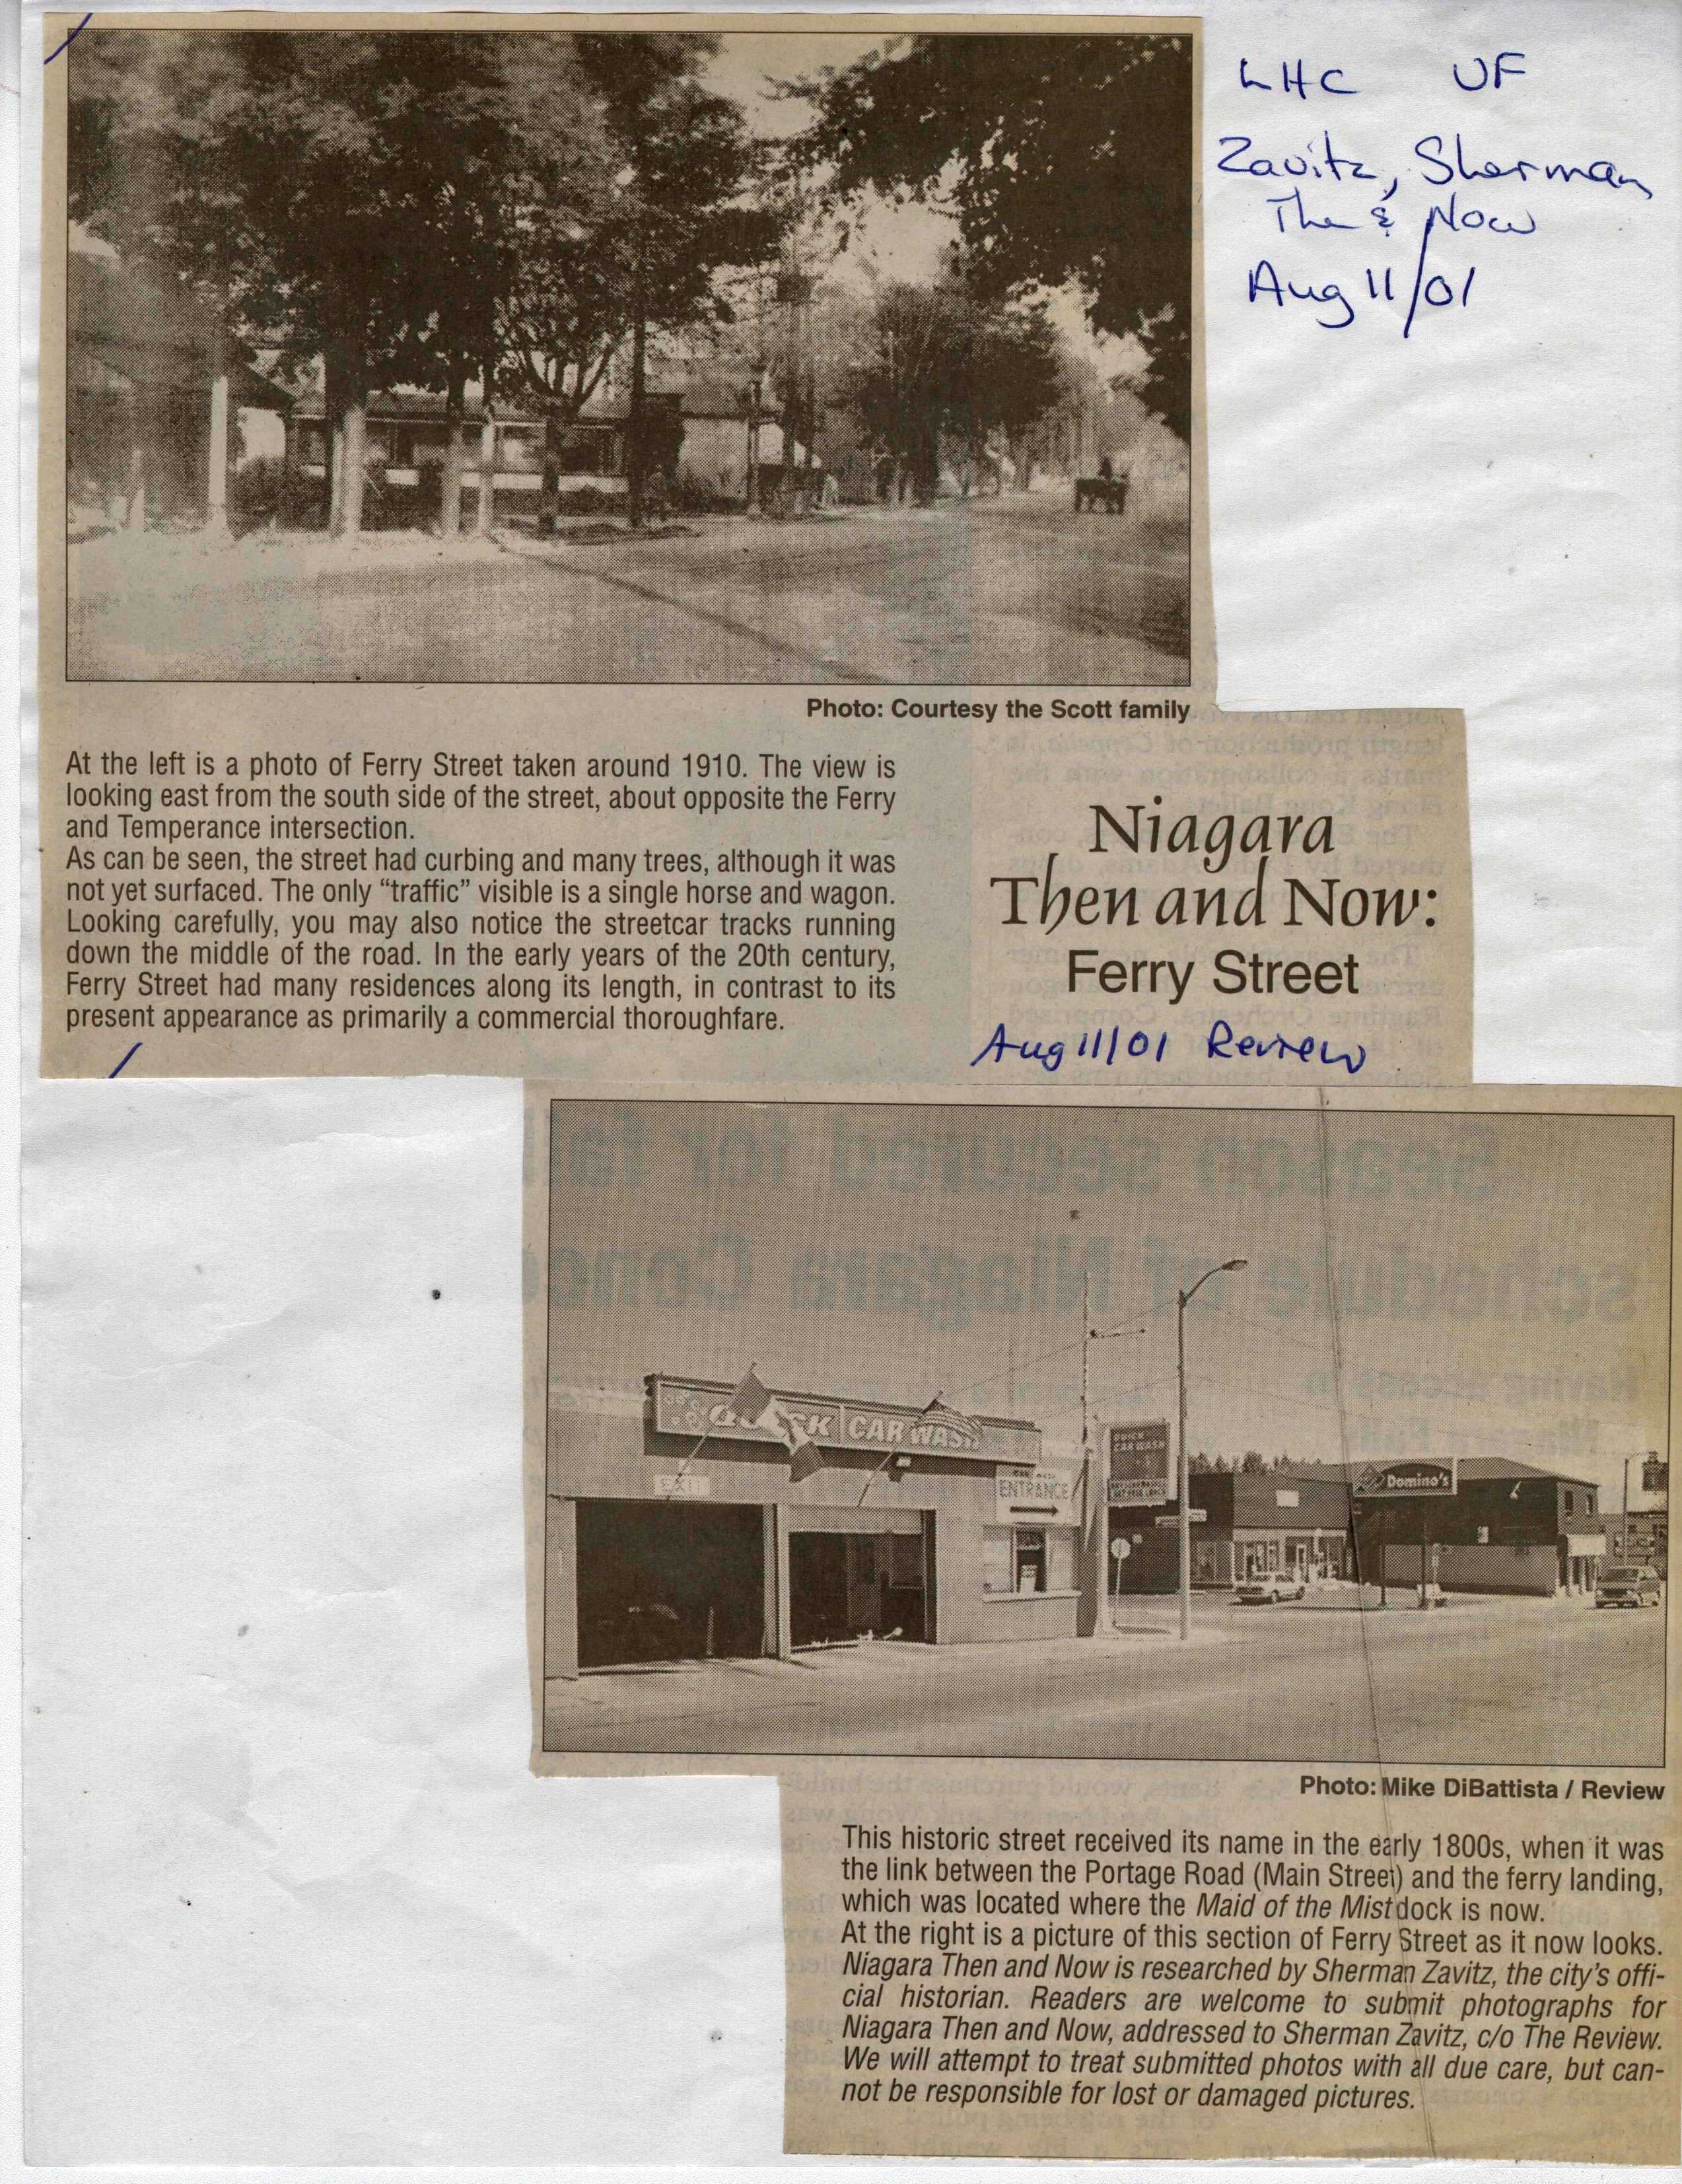 LHC VF
Zavitz, Sherman
The & Now
Aug 11/01
Photo: Courtesy the Scott family
At the left is a photo of Ferry Street taken around 1910. The view is
looking east from the south side of the street, about opposite the Ferry
and Temperance intersection.
As can be seen, the street had curbing and many trees, although it was
not yet surfaced. The only “traffic” visible is a single horse and wagon.
Looking carefully, you may also notice the streetcar tracks running
down the middle of the road. In the early years of the 20th century,
Ferry Street had many residences along its length, in contrast to its
present appearance as primarily a commercial thoroughfare.
Niagara
Then and Now:
Ferry Street
Aug 11/01 Review
QUICK CAR WASH
EXIT
ENTRANCE
QUICK
CAR WASH
Domino's
Photo: Mike DiBattista / Review
This historic street received its name in the early 1800s, when it was
the link between the Portage Road (Main Street) and the ferry landing,
which was located where the Maid of the Mist dock is now.
At the right is a picture of this section of Ferry Street as it now looks.
Niagara Then and Now is researched by Sherman Zavitz, the city’s offi-
cial historian. Readers are welcome to submit photographs for
Niagara Then and Now, addressed to Sherman Zavitz, c/o The Review.
We will attempt to treat submitted photos with all due care, but can-
not be responsible for lost or damaged pictures.